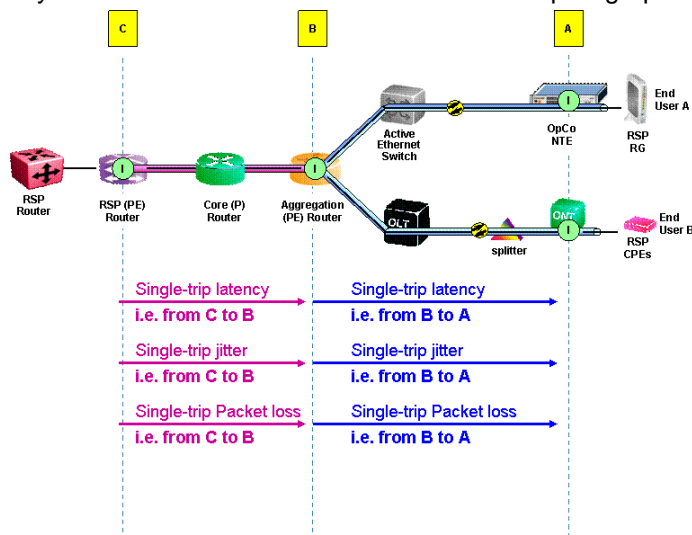 C
B
A
Active
Ethernet
Switch
OpCo
NTE
RSP
RG
End
User A
I
I
I
RSP
Router
RSP (PE)
Router
Core (P)
Router
Aggregation
(PE) Router
OLT
splitter
ONT
I
RSP
CPEs
End
User B
Single-trip latency
i.e. from C to B
Single-trip latency
i.e. from B to A
Single-trip jitter
i.e. from C to B
Single-trip jitter
i.e. from B to A
Single-trip Packet loss
i.e. from C to B
Single-trip Packet loss
i.e. from B to A